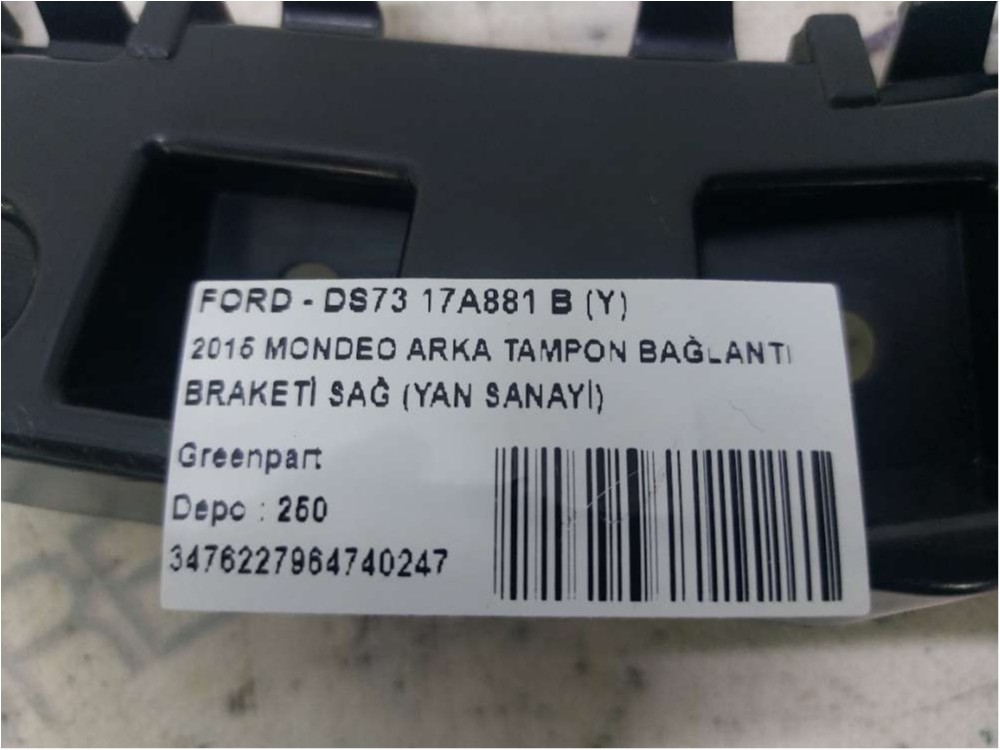 FORD - DS73 17A881 B (Y)
2015 MONDEO ARKA TAMPON BAĞLANTI
BRAKETİ SAĞ (YAN SANAYİ)
Greenpart
Depo : 250
3476227964740247